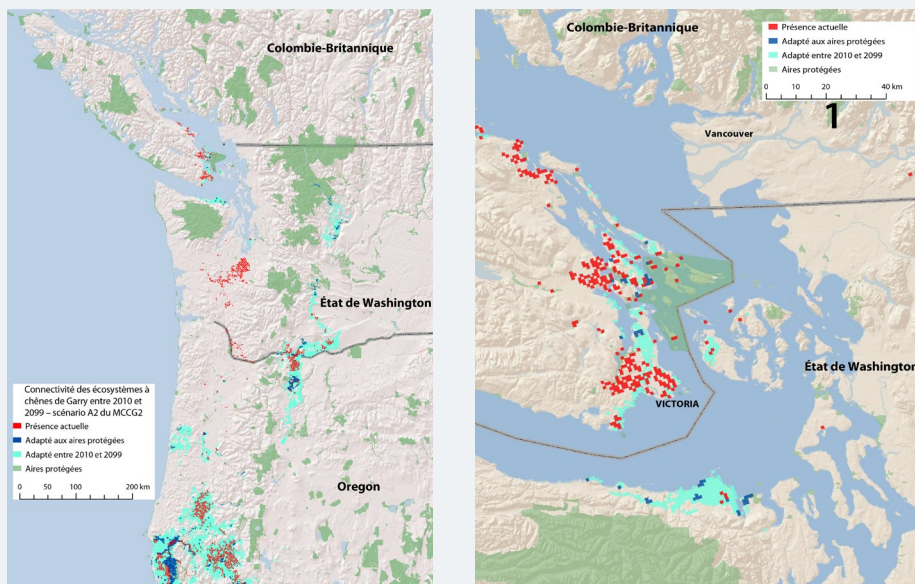 Colombie-Britannique
État de Washington
Connectivité des écosystèmes à
chênes de Garry entre 2010 et
2099 – scénario A2 du MCCG2
Présence actuelle
Adapté aux aires protégées
Adapté entre 2010 et 2099
Aires protégées
0 50 100 200 km
Oregon
Colombie-Britannique
Présence actuelle
Adapté aux aires protégées
Adapté entre 2010 et 2099
Aires protégées
0 10 20 40 km
1
Vancouver
État de Washington
VICTORIA